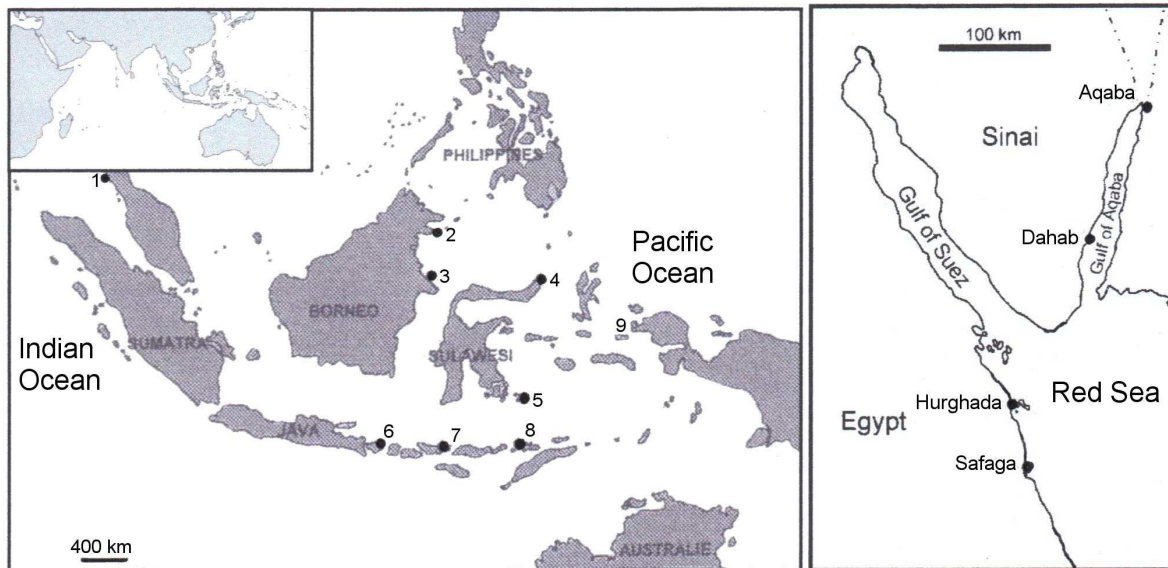 PHILIPPINES
1
2
Pacific
Ocean
3
4
BORNEO
9
Indian
Ocean
SUMATRA
SULAWESI
5
JAVA
6
7
8
400 km
AUSTRALIE
100 km
Aqaba
Sinai
Gulf of Suez
Gulf of Aqaba
Dahab
Red Sea
Hurghada
Egypt
Safaga